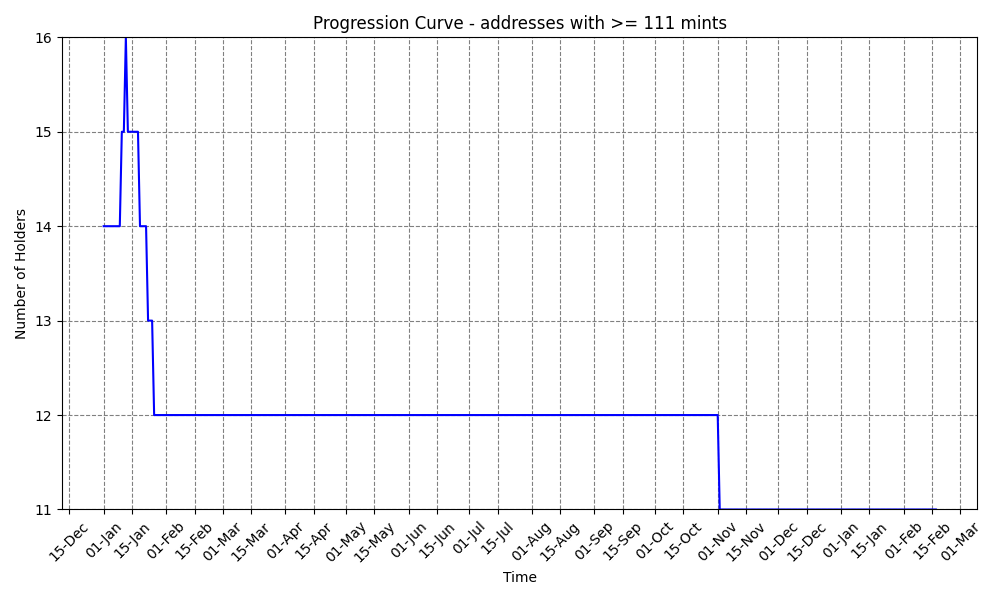 Progression Curve - addresses with >= 111 mints
Number of Holders
16
15
14
13
12
11
15-Dec
01-Jan
15-Jan
01-Feb
15-Feb
01-Mar
15-Mar
01-Apr
15-Apr
01-May
15-May
01-Jun
15-Jun
01-Jul
15-Jul
01-Aug
15-Aug
01-Sep
15-Sep
01-Oct
15-Oct
01-Nov
15-Nov
01-Dec
15-Dec
01-Jan
15-Jan
01-Feb
15-Feb
01-Mar
Time